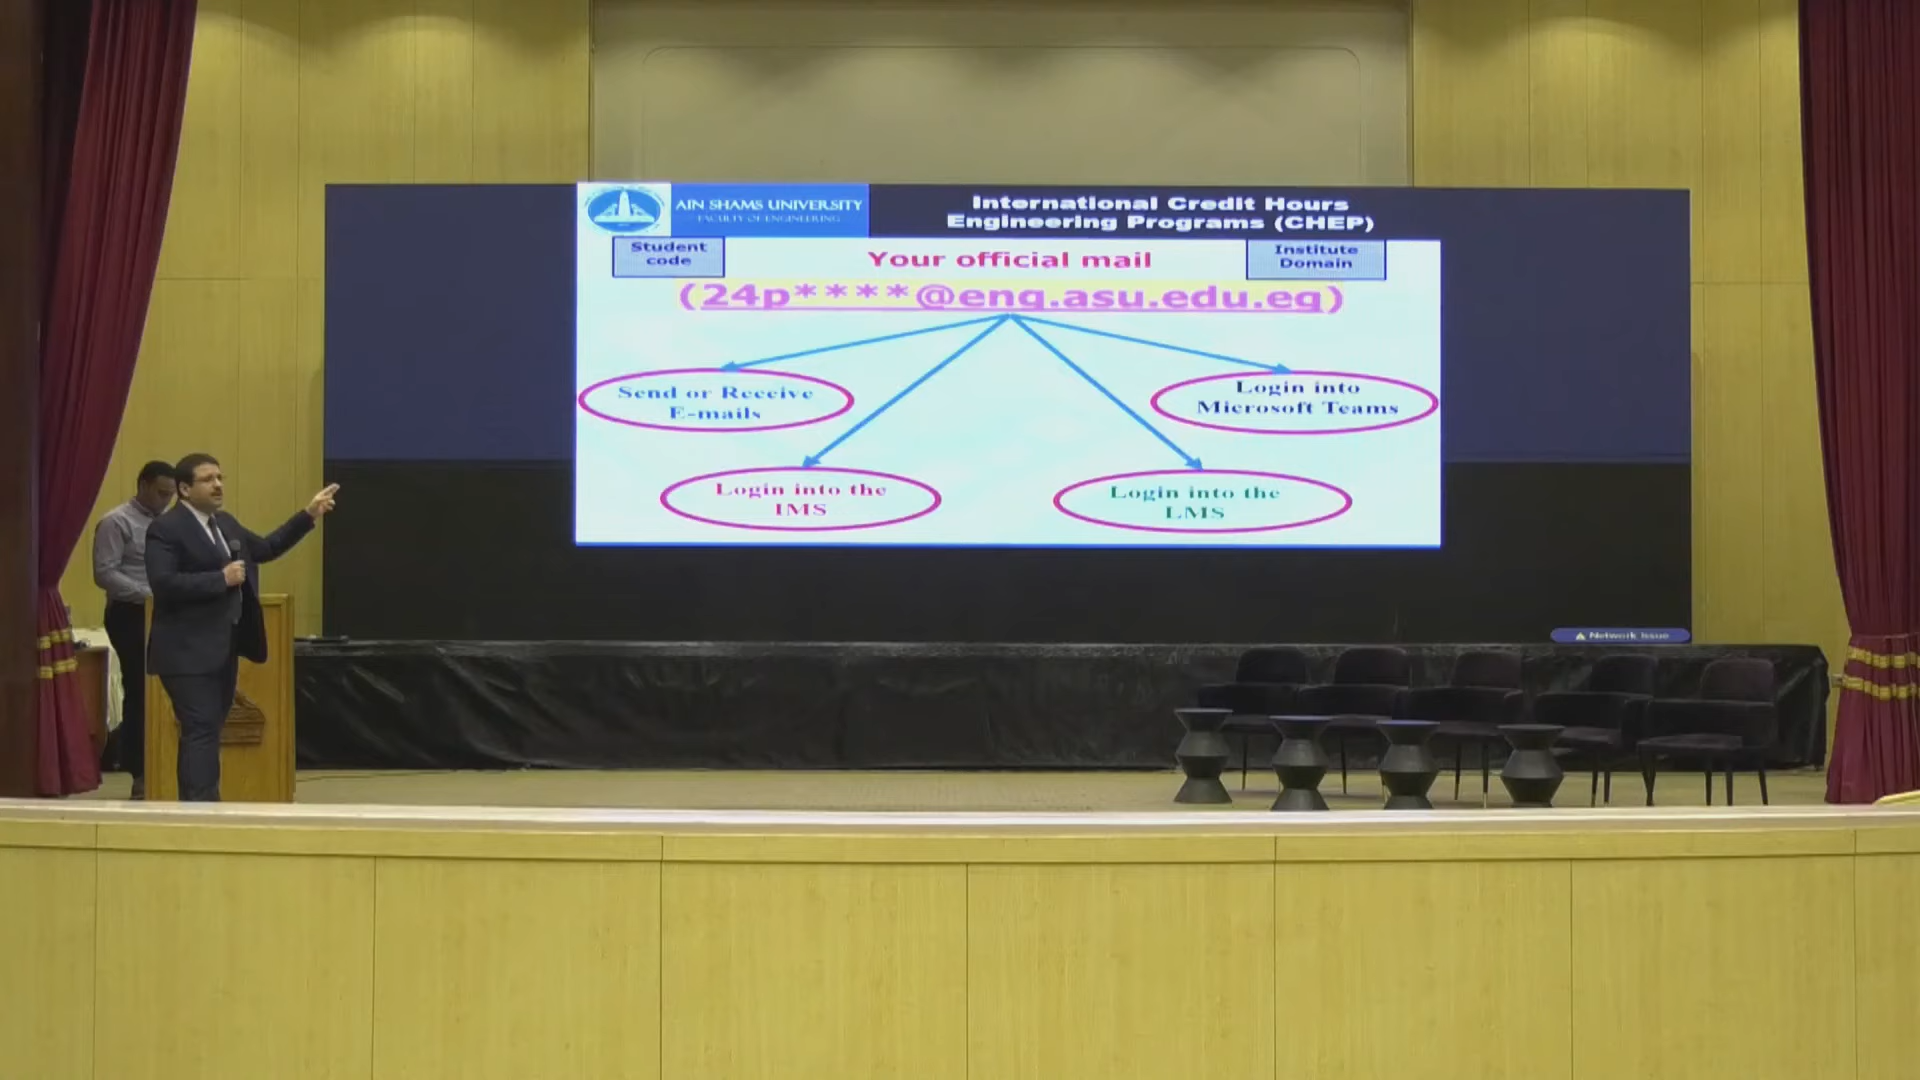 AIN SHAMS UNIVERSITY
FACULTY OF ENGINEERING
International Credit Hours
Engineering Programs (CHEP)
Student
code
Your official mail
Institute
Domain
(24p****@eng.asu.edu.eg)
Send or Receive
E-mails
Login into
Microsoft Teams
Login into the
IMS
Login into the
LMS
Network Issue